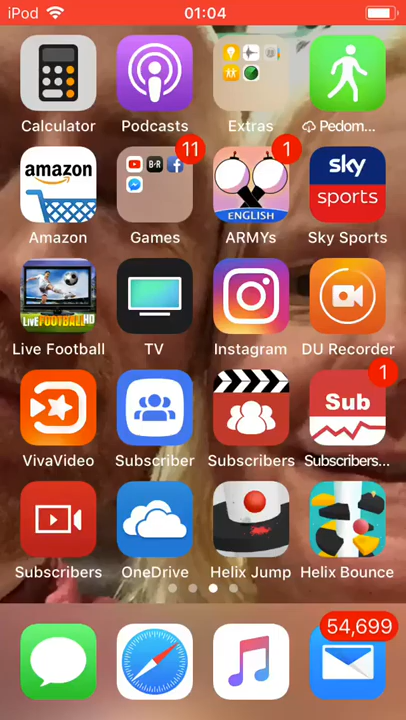 iPod 01:04
Calculator Podcasts Extras Pedom...
11 1
amazon B·R sky
ENGLISH sports
Amazon Games ARMYs Sky Sports
LIVE FOOTBALL HD
Live Football TV Instagram DU Recorder
1
Sub
VivaVideo Subscriber Subscribers Subscribers...
Subscribers OneDrive Helix Jump Helix Bounce
54,699